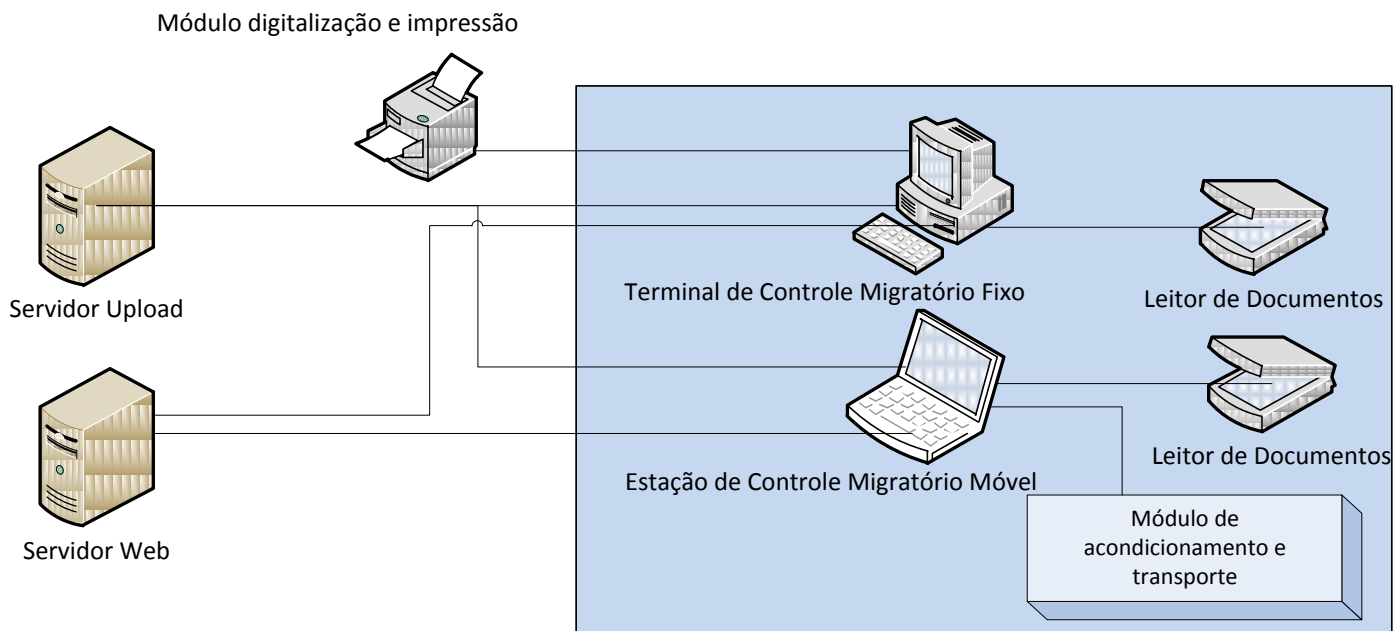 Módulo digitalização e impressão
Servidor Upload
Terminal de Controle Migratório Fixo
Leitor de Documentos
Servidor Web
Estação de Controle Migratório Móvel
Leitor de Documentos
Módulo de
acondicionamento e
transporte